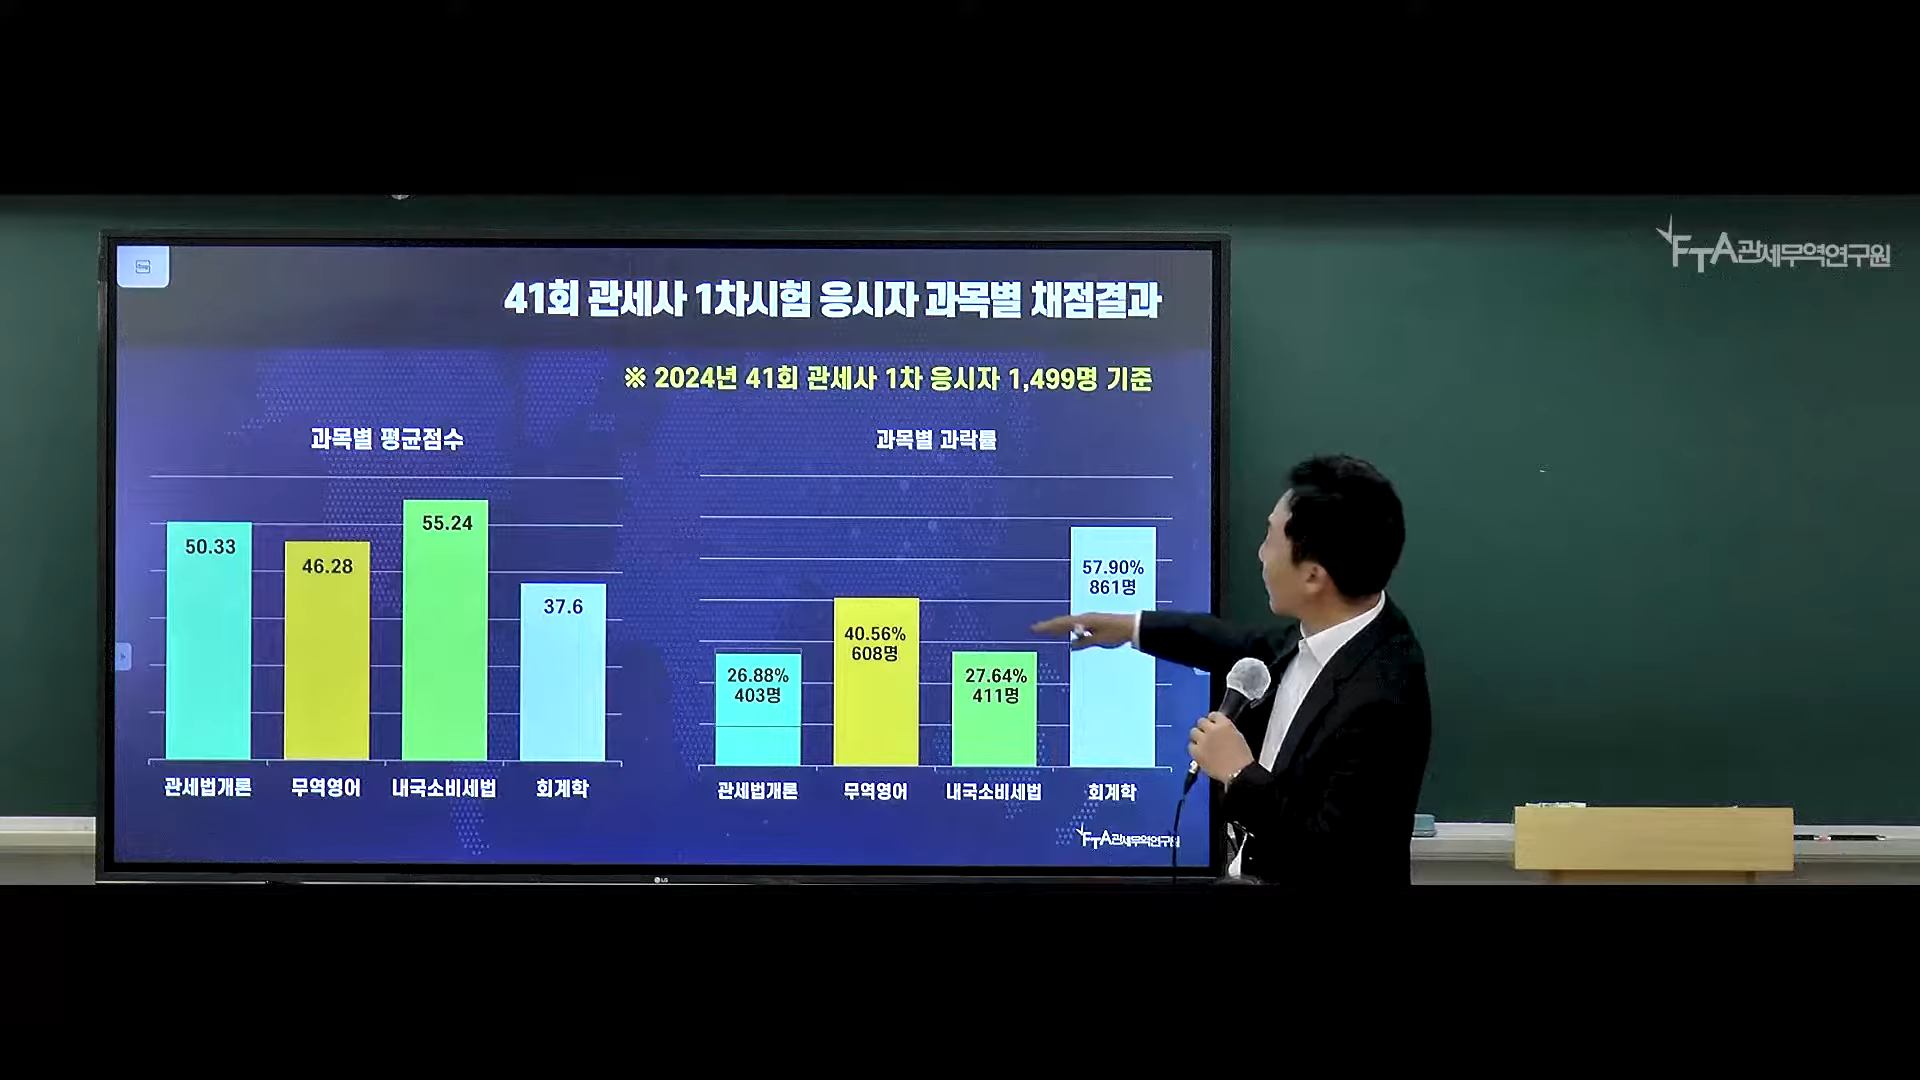 FTA관세무역연구원
41회 관세사 1차시험 응시자 과목별 채점결과
※ 2024년 41회 관세사 1차 응시자 1,499명 기준
과목별 평균점수
50.33
46.28
55.24
37.6
관세법개론
무역영어
내국소비세법
회계학
과목별 과락률
26.88%
403명
40.56%
608명
27.64%
411명
57.90%
861명
관세법개론
무역영어
내국소비세법
회계학
FTA관세무역연구원
LG